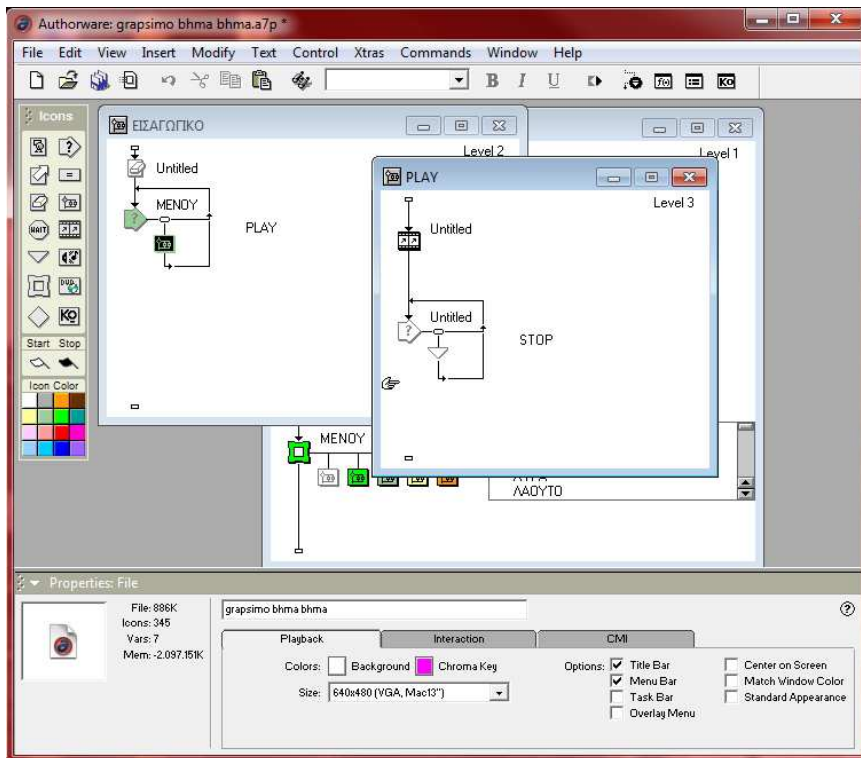 Authorware: grapsimo bhma bhma.a7p *
File Edit View Insert Modify Text Control Xtras Commands Window Help
B I U
Icons
ΕΙΣΑΓΩΓΙΚΟ
Level 2
Level 1
Untitled
ΜΕΝΟΥ
PLAY
PLAY
Level 3
Untitled
Untitled
STOP
WAIT
DVD
KO
Start Stop
Icon Color
ΜΕΝΟΥ
ΛΑΟΥΤΟ
Properties: File
File: 886K
Icons: 345
Vars: 7
Mem: -2.097.151K
grapsimo bhma bhma
Playback Interaction CMI
Colors: Background Chroma Key
Size: 640x480 (VGA, Mac13")
Options: Title Bar
Menu Bar
Task Bar
Overlay Menu
Center on Screen
Match Window Color
Standard Appearance